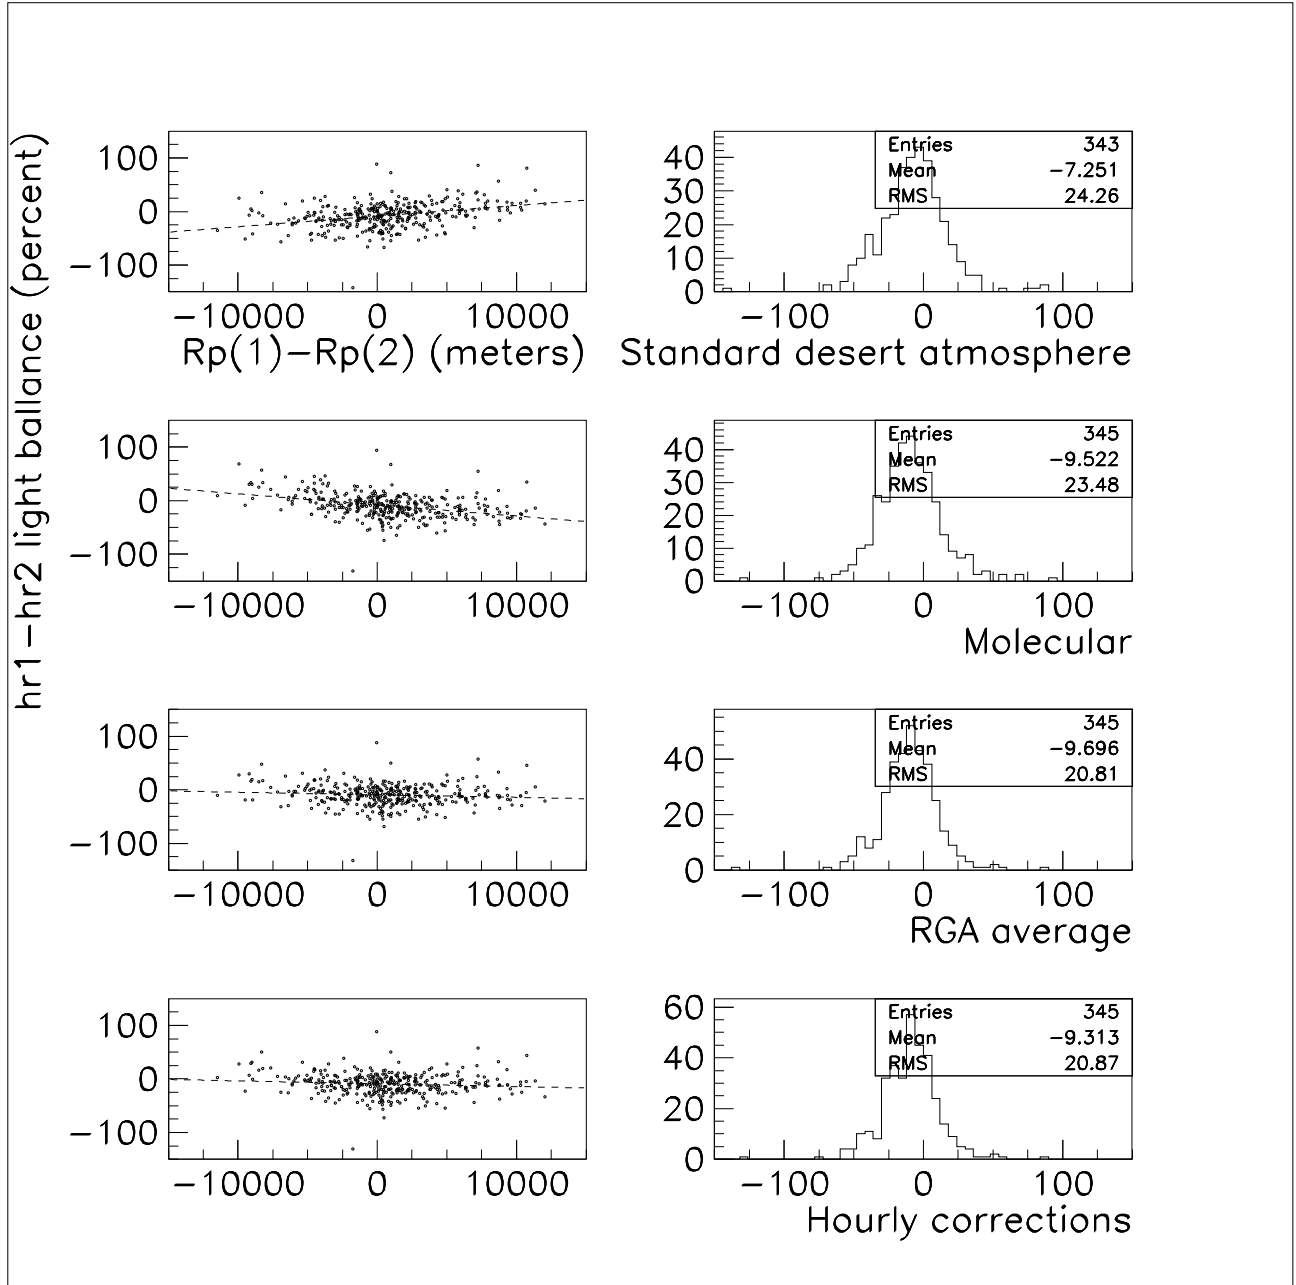 hr1−hr2 light ballance (percent)
100
0
−100
−10000 0 10000
Rp(1)−Rp(2) (meters)
40
30
20
10
0
Entries 343
Mean −7.251
RMS 24.26
−100 0 100
Standard desert atmosphere
100
0
−100
−10000 0 10000
40
30
20
10
0
Entries 345
Mean −9.522
RMS 23.48
−100 0 100
Molecular
100
0
−100
−10000 0 10000
40
20
0
Entries 345
Mean −9.696
RMS 20.81
−100 0 100
RGA average
100
0
−100
−10000 0 10000
60
40
20
0
Entries 345
Mean −9.313
RMS 20.87
−100 0 100
Hourly corrections